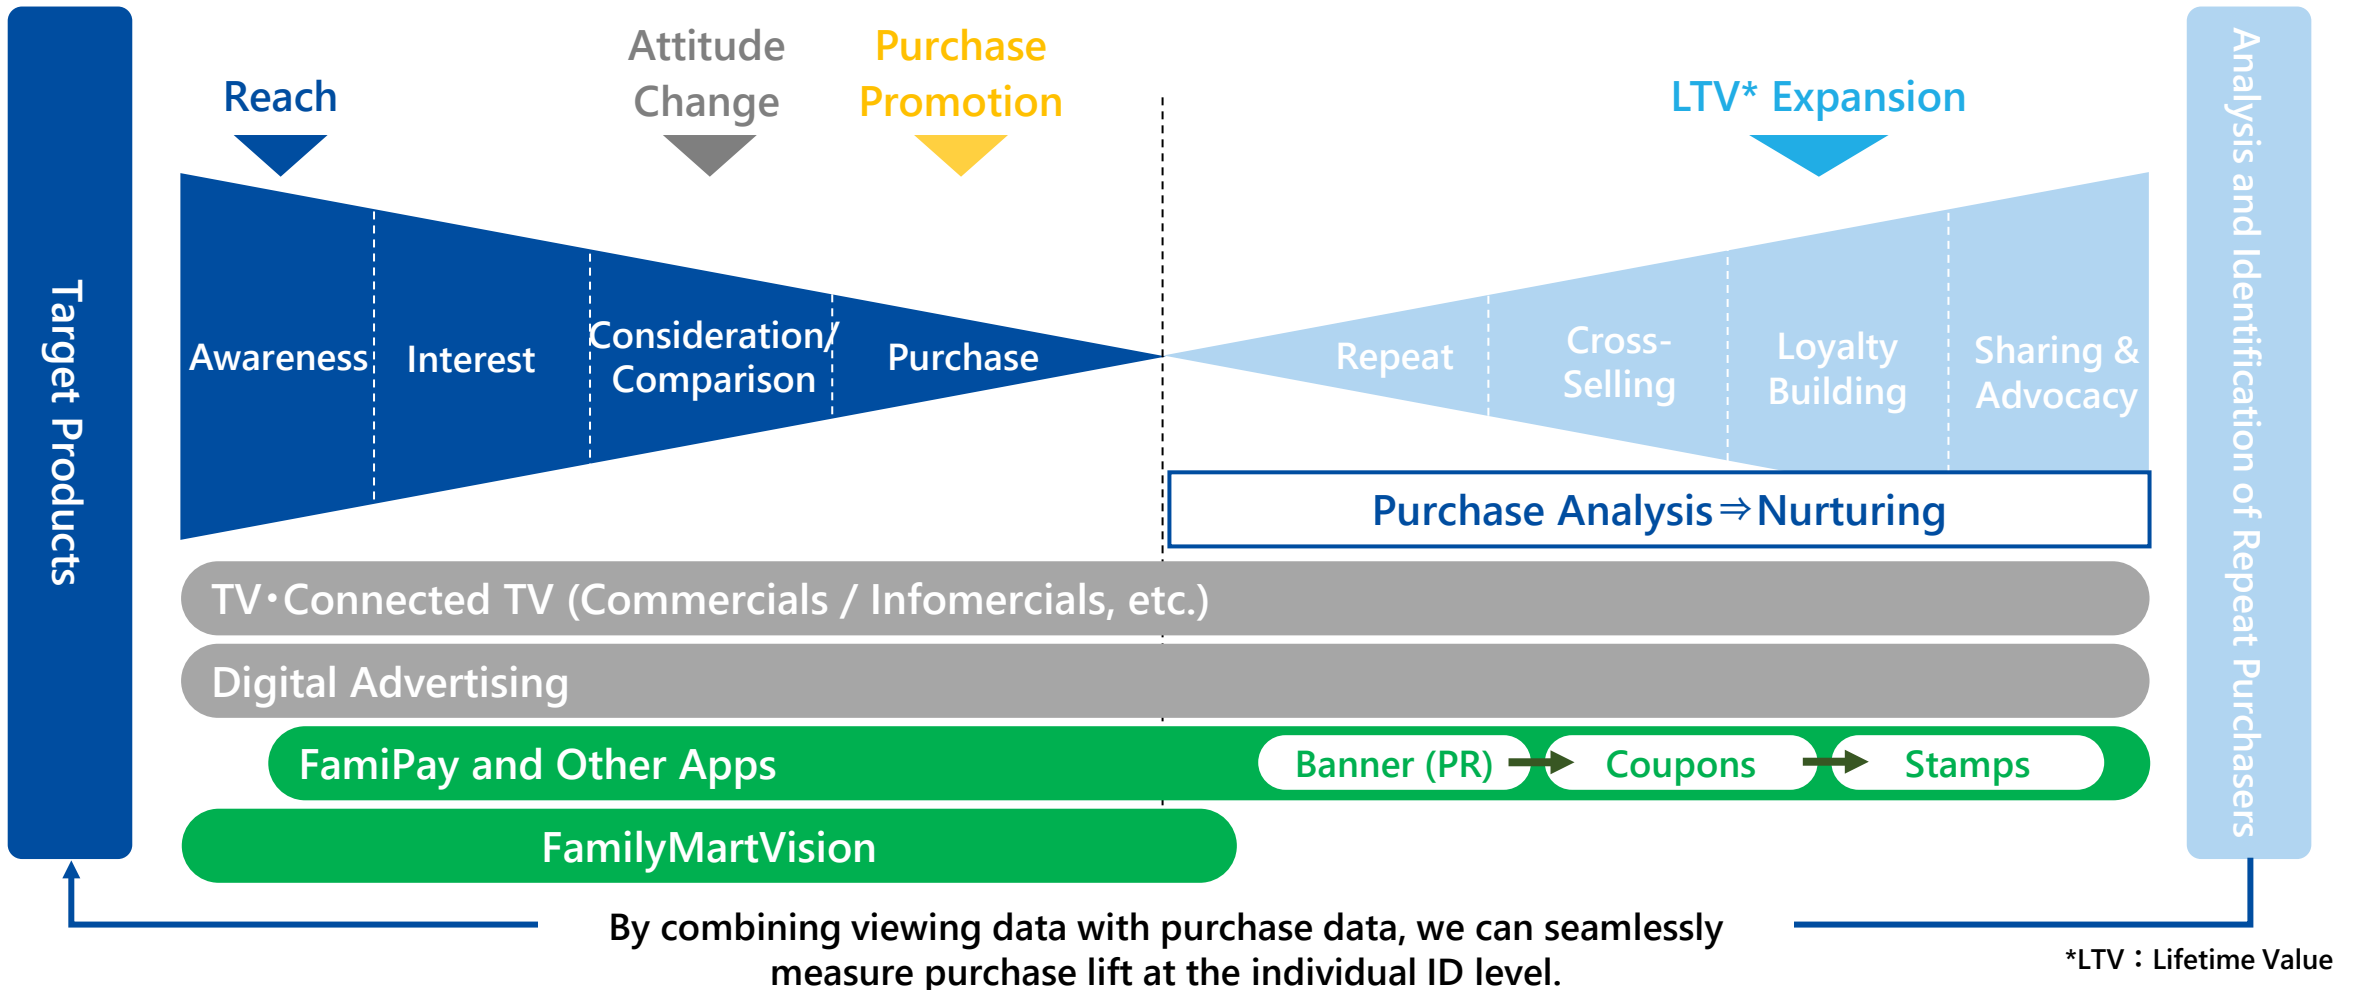 Target Products
Reach
Attitude
Change
Purchase
Promotion
LTV* Expansion
Awareness
Interest
Consideration/
Comparison
Purchase
Repeat
Cross-
Selling
Loyalty
Building
Sharing &
Advocacy
Purchase Analysis⇒Nurturing
TV・Connected TV (Commercials / Infomercials, etc.)
Digital Advertising
FamiPay and Other Apps
Banner (PR)
Coupons
Stamps
FamilyMartVision
Analysis and Identification of Repeat Purchasers
By combining viewing data with purchase data, we can seamlessly
measure purchase lift at the individual ID level.
*LTV：Lifetime Value